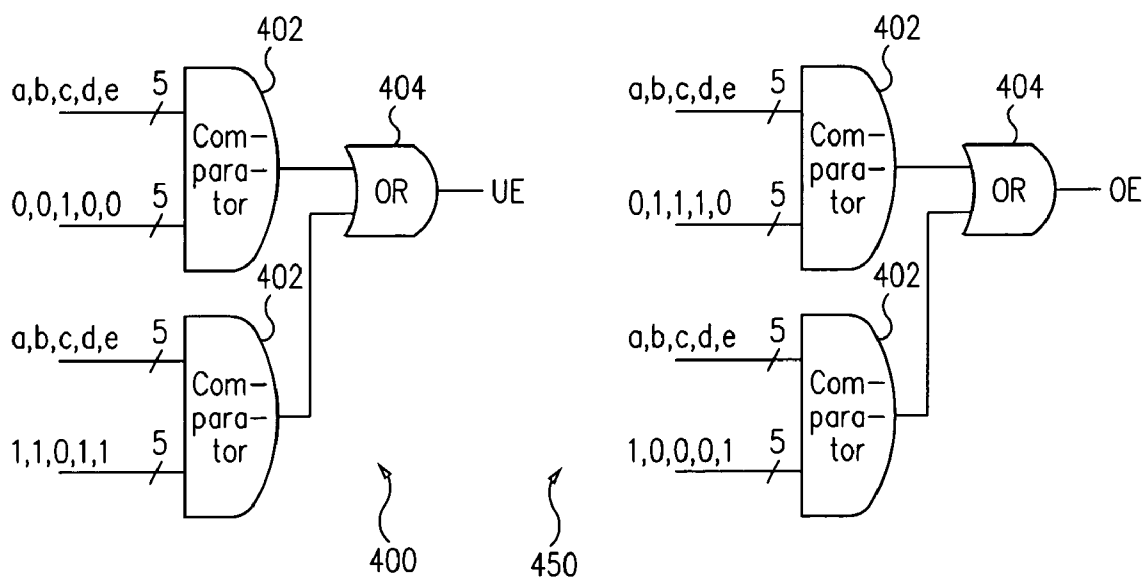 402
a,b,c,d,e 5
Com-
para-
tor
0,0,1,0,0 5
404
OR
UE
402
a,b,c,d,e 5
Com-
para-
tor
1,1,0,1,1 5
400
402
a,b,c,d,e 5
Com-
para-
tor
0,1,1,1,0 5
404
OR
OE
402
a,b,c,d,e 5
Com-
para-
tor
1,0,0,0,1 5
450